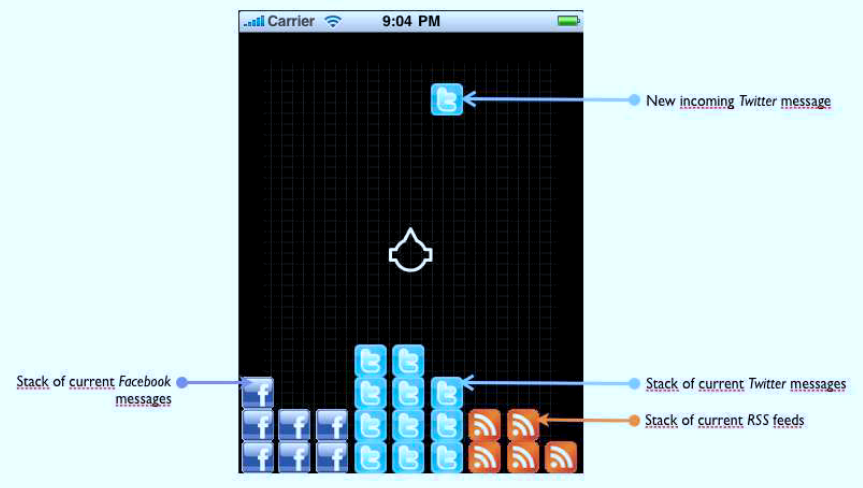 Carrier 9:04 PM
New incoming Twitter message
Stack of current Facebook
messages
Stack of current Twitter messages
Stack of current RSS feeds